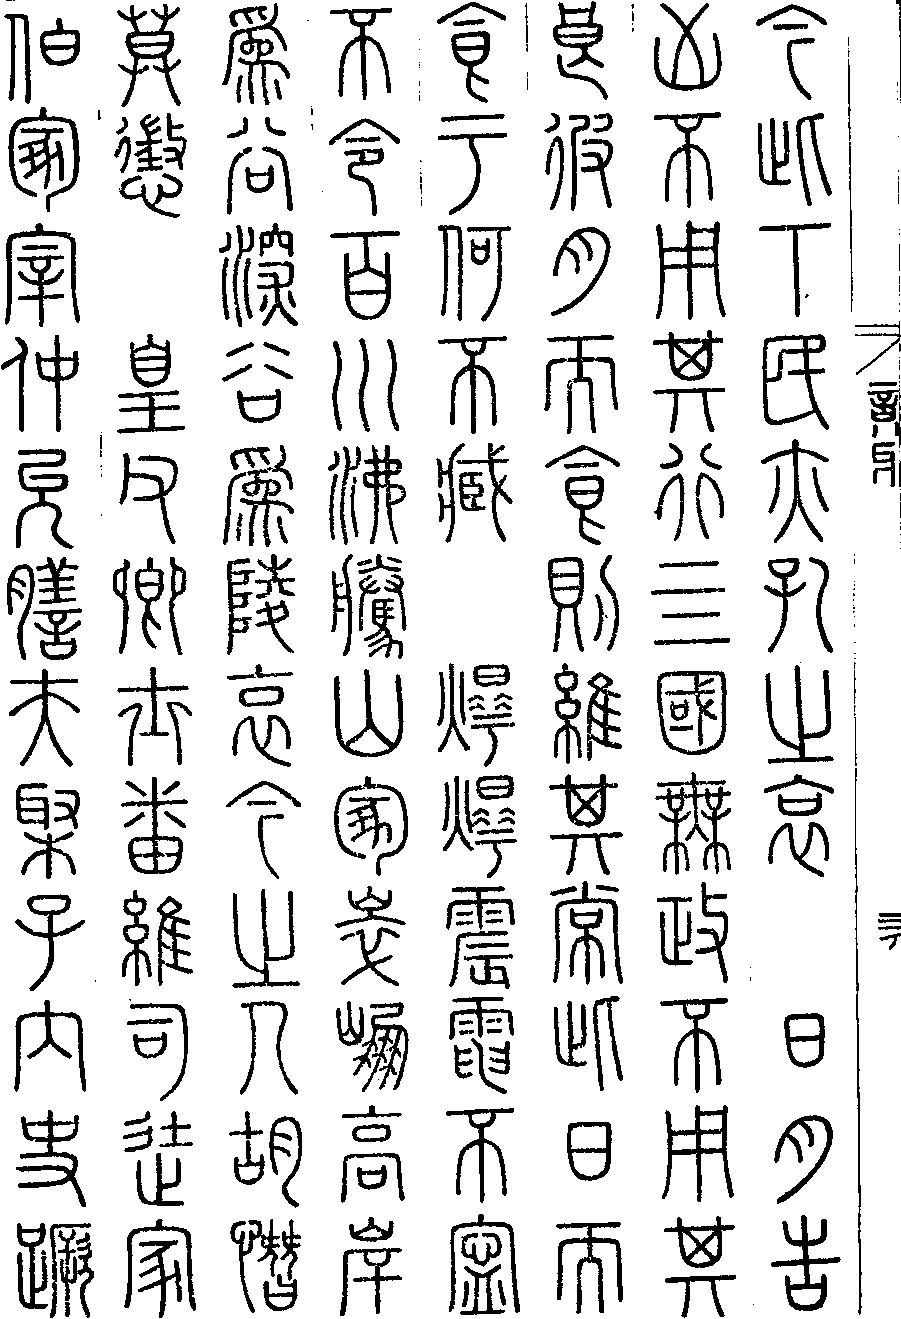 今此下民亦孔之哀　日月告
凶不用其行四國無政不用其
良彼月而食則維其常此日而
食于何不臧　爗爗震電不寍
不令百川沸騰山冢崒崩高岸
爲谷深谷爲陵哀今之人胡憯
莫懲　皇父卿士番維司徒家
伯冢宰仲允膳夫棸子內史蹶